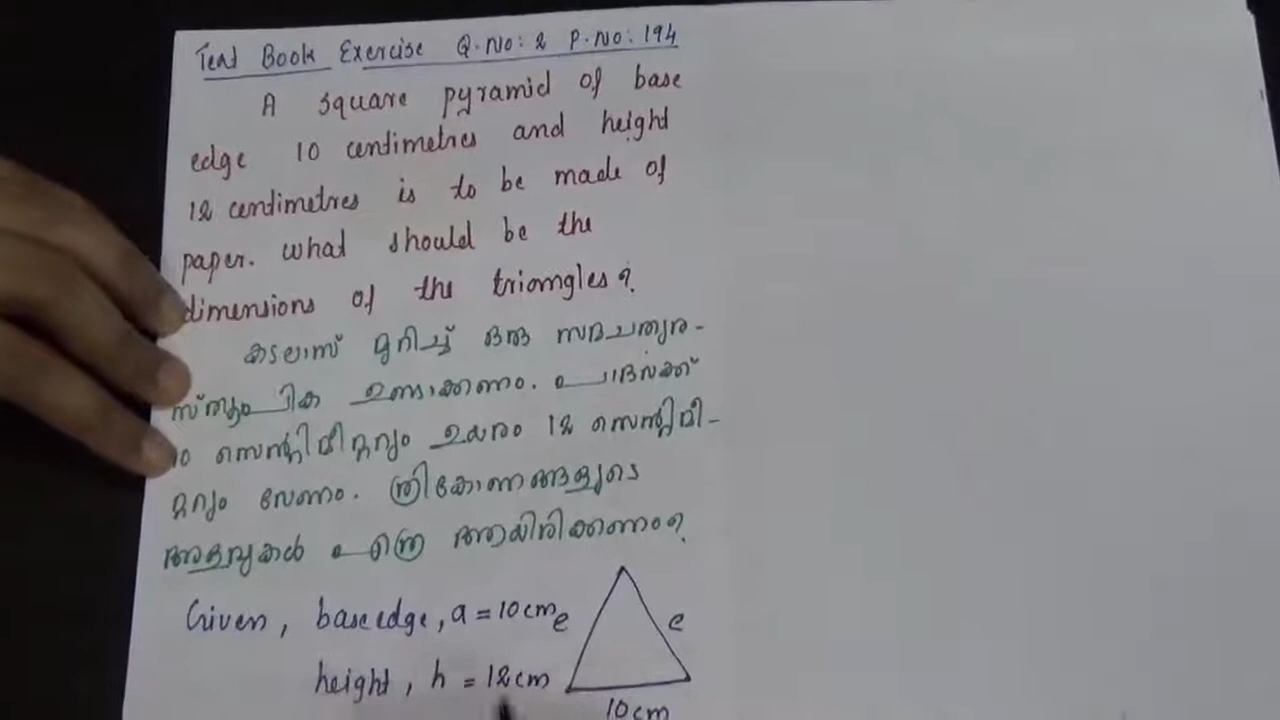 Text Book Exercise Q.No: 2 P.No: 194
A square pyramid of base
edge 10 centimetres and height
12 centimetres is to be made of
paper. what should be the
dimensions of the triangles?
കടലാസ് മുറിച്ച് ഒരു സമചതുര-
സ്തൂപിക ഉണ്ടാക്കണം. പാദവക്ക്
10 സെന്റിമീറ്ററും ഉയരം 12 സെന്റിമീ-
റ്ററും വേണം. ത്രികോണങ്ങളുടെ
അളവുകൾ എത്ര ആയിരിക്കണം?
Given, base edge, a = 10cm
e
e
height, h = 12cm
10cm